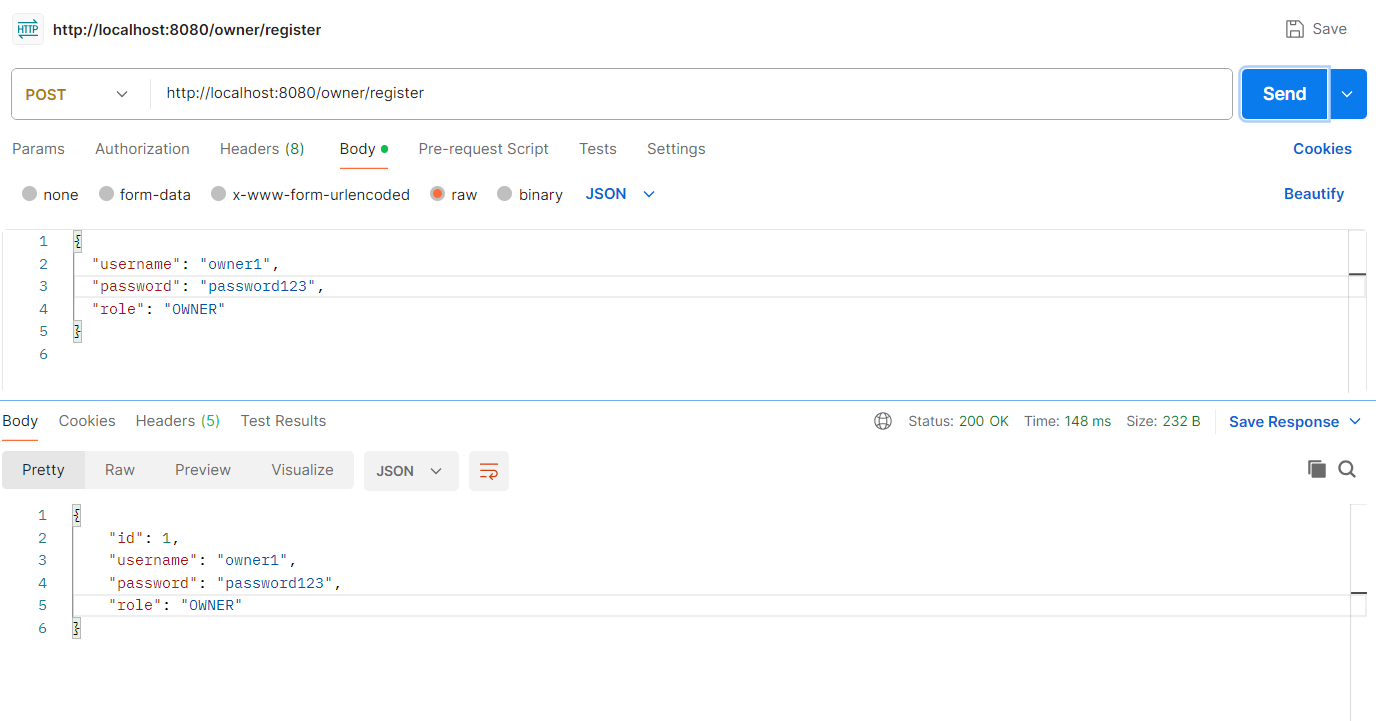 HTTP http://localhost:8080/owner/register Save
POST http://localhost:8080/owner/register Send
Params Authorization Headers (8) Body Pre-request Script Tests Settings Cookies
none form-data x-www-form-urlencoded raw binary JSON Beautify
1 {
2 "username": "owner1",
3 "password": "password123",
4 "role": "OWNER"
5 }
6
Body Cookies Headers (5) Test Results Status: 200 OK Time: 148 ms Size: 232 B Save Response
Pretty Raw Preview Visualize JSON
1 {
2 "id": 1,
3 "username": "owner1",
4 "password": "password123",
5 "role": "OWNER"
6 }